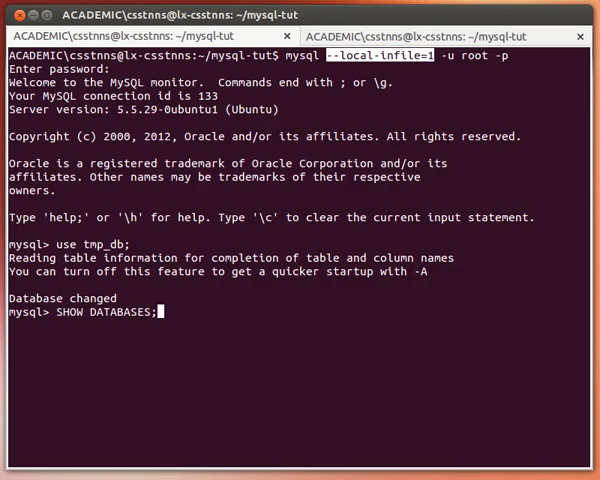 ACADEMIC\csstnns@lx-csstnns: ~/mysql-tut
ACADEMIC\csstnns@lx-csstnns: ~/mysql-tut
ACADEMIC\csstnns@lx-csstnns: ~/mysql-tut
ACADEMIC\csstnns@lx-csstnns:~/mysql-tut$ mysql --local-infile=1 -u root -p
Enter password:
Welcome to the MySQL monitor.  Commands end with ; or \g.
Your MySQL connection id is 133
Server version: 5.5.29-0ubuntu1 (Ubuntu)
Copyright (c) 2000, 2012, Oracle and/or its affiliates. All rights reserved.
Oracle is a registered trademark of Oracle Corporation and/or its
affiliates. Other names may be trademarks of their respective
owners.
Type 'help;' or '\h' for help. Type '\c' to clear the current input statement.
mysql> use tmp_db;
Reading table information for completion of table and column names
You can turn off this feature to get a quicker startup with -A
Database changed
mysql> SHOW DATABASES;